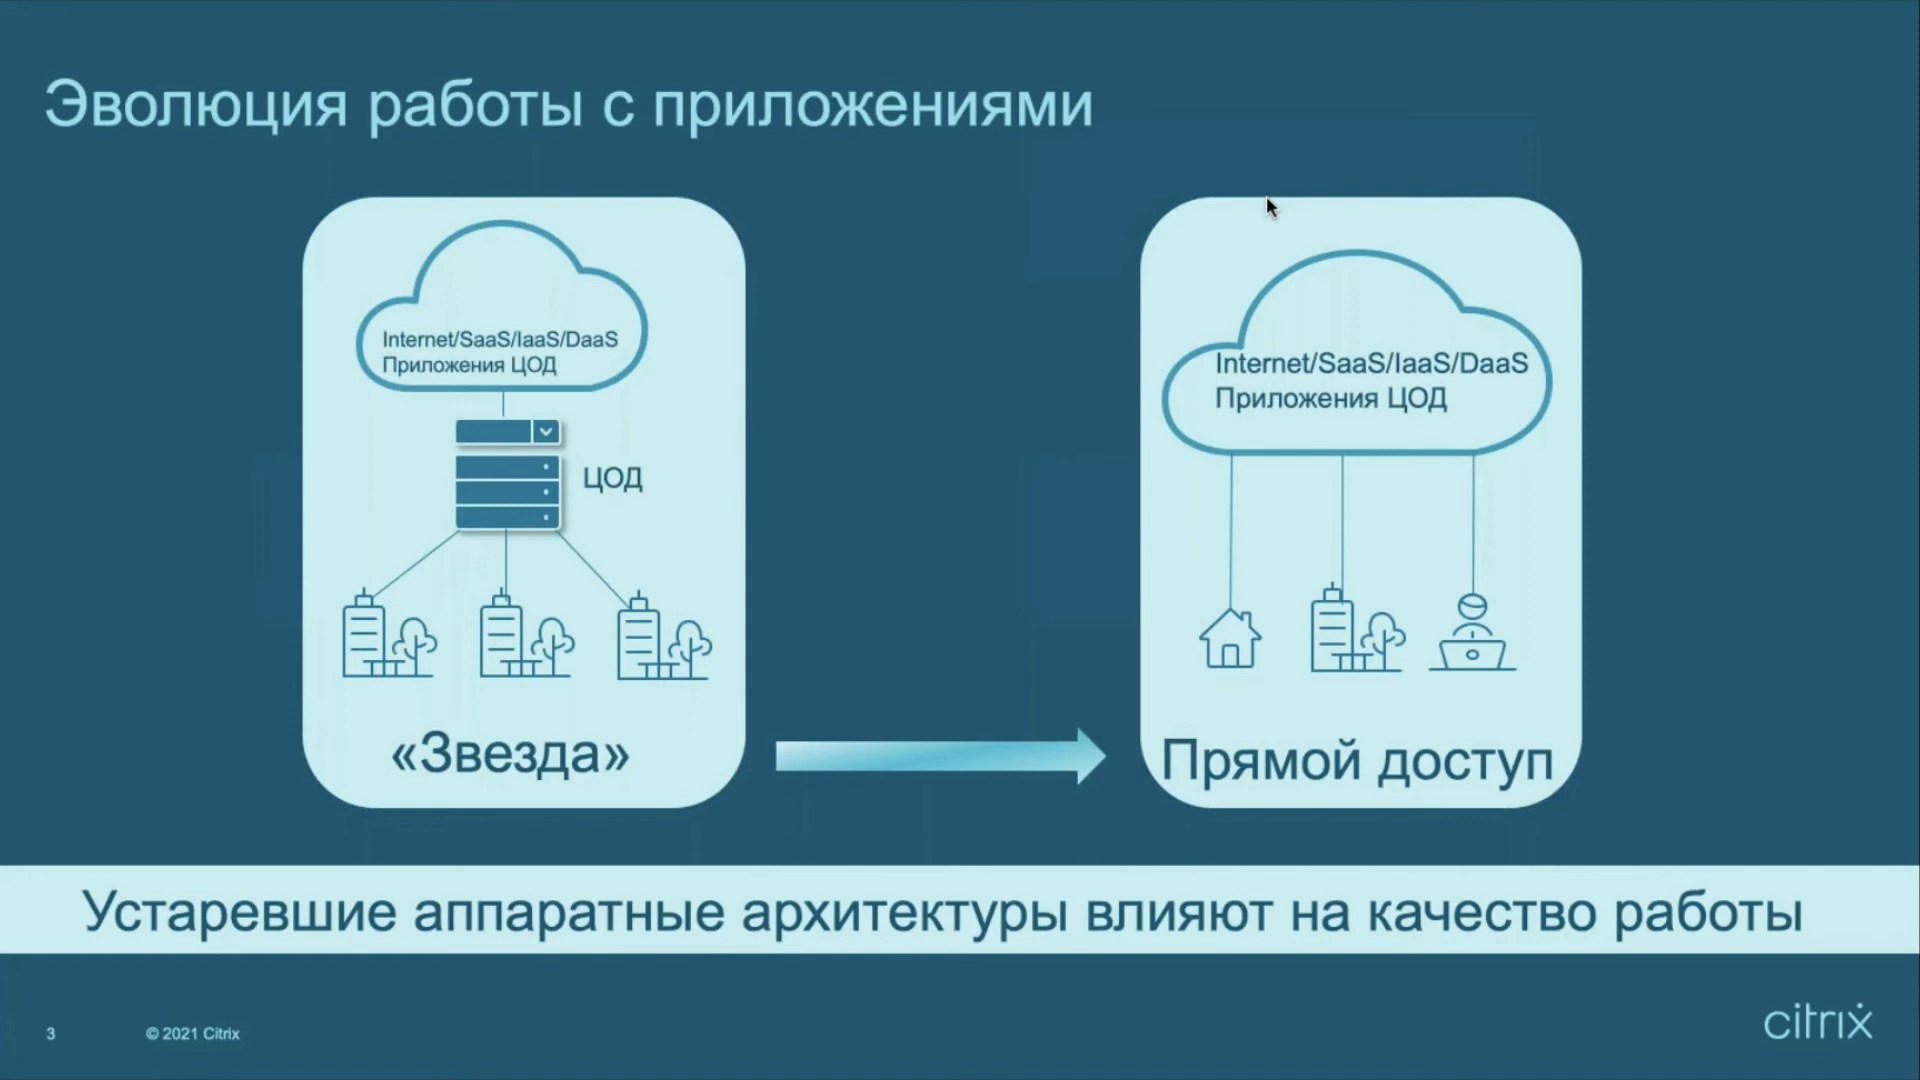 Эволюция работы с приложениями
Internet/SaaS/IaaS/DaaS
Приложения ЦОД
ЦОД
«Звезда»
Internet/SaaS/IaaS/DaaS
Приложения ЦОД
Прямой доступ
Устаревшие аппаратные архитектуры влияют на качество работы
3
© 2021 Citrix
citrix